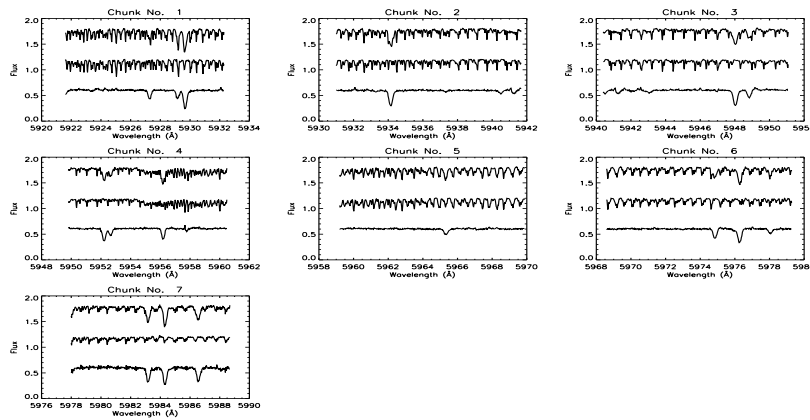 Chunk No. 1
2.0
1.5
1.0
0.5
0.0
Flux
5920 5922 5924 5926 5928 5930 5932 5934
Wavelength (Å)
Chunk No. 2
2.0
1.5
1.0
0.5
0.0
Flux
5930 5932 5934 5936 5938 5940 5942
Wavelength (Å)
Chunk No. 3
2.0
1.5
1.0
0.5
0.0
Flux
5940 5942 5944 5946 5948 5950 595
Wavelength (Å)
Chunk No. 4
2.0
1.5
1.0
0.5
0.0
Flux
5948 5950 5952 5954 5956 5958 5960 5962
Wavelength (Å)
Chunk No. 5
2.0
1.5
1.0
0.5
0.0
Flux
5958 5960 5962 5964 5966 5968 5970
Wavelength (Å)
Chunk No. 6
2.0
1.5
1.0
0.5
0.0
Flux
5968 5970 5972 5974 5976 5978 598
Wavelength (Å)
Chunk No. 7
2.0
1.5
1.0
0.5
0.0
Flux
5976 5978 5980 5982 5984 5986 5988 5990
Wavelength (Å)